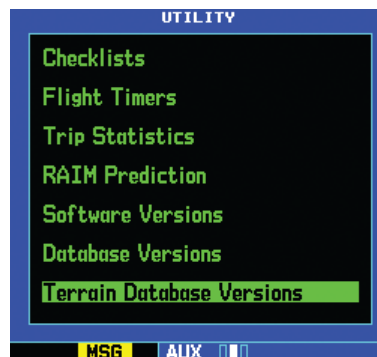 UTILITY
Checklists
Flight Timers
Trip Statistics
RAIM Prediction
Software Versions
Database Versions
Terrain Database Versions
MSG AUX